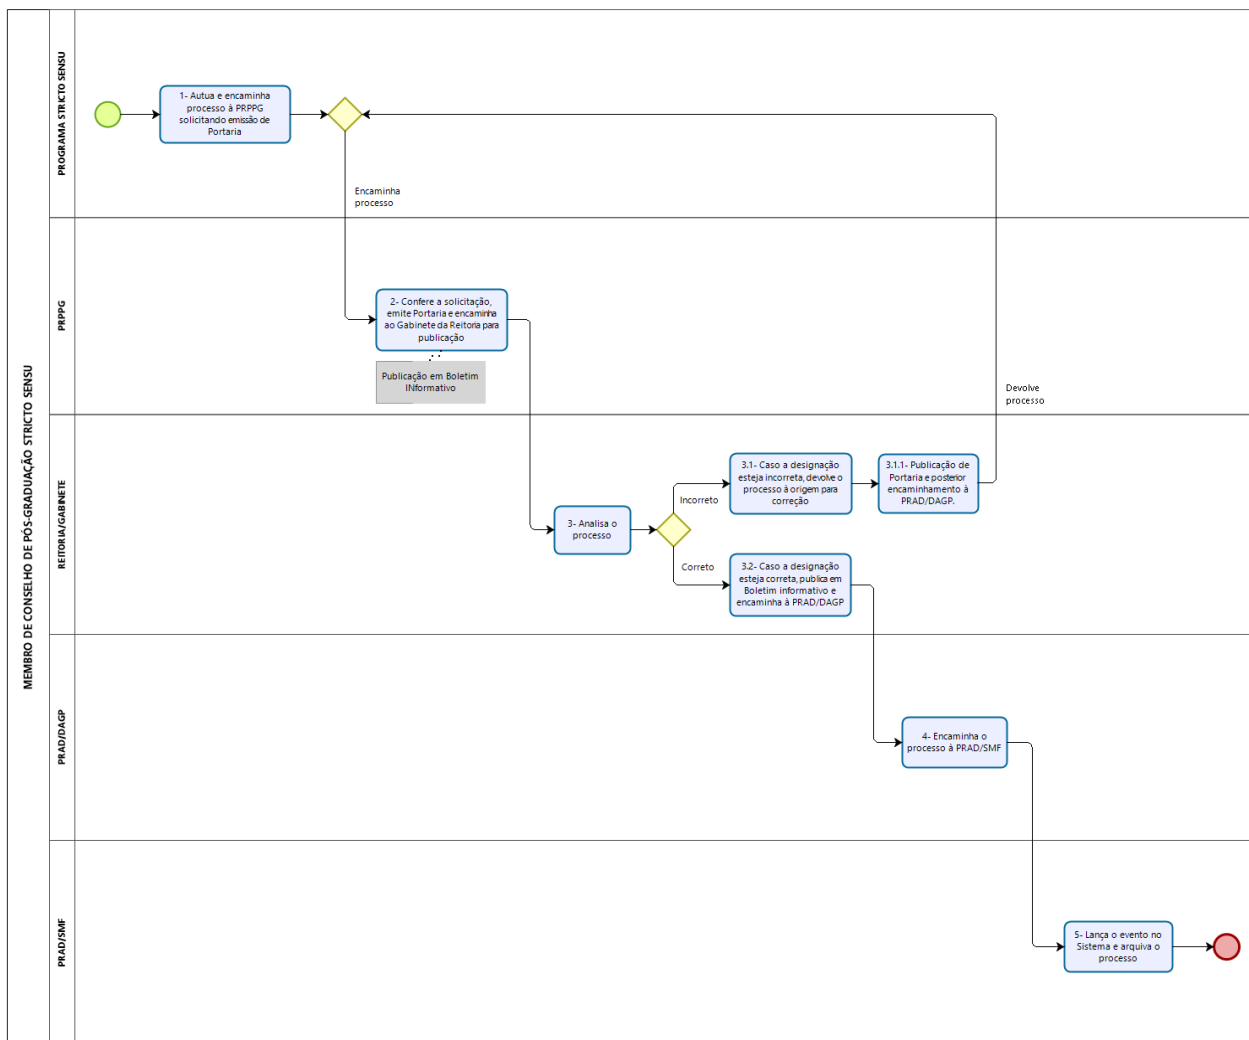 MEMBRO DE CONSELHO DE PÓS-GRADUAÇÃO STRICTO SENSU
PROGRAMA STRICTO SENSU
1- Autua e encaminha
processo à PRPPG
solicitando emissão de
Portaria
Encaminha
processo
PRPPG
2- Confere a solicitação,
emite Portaria e encaminha
ao Gabinete da Reitoria para
publicação
Publicação em Boletim
INformativo
Devolve
processo
REITORIA/GABINETE
3- Analisa o
processo
Incorreto
3.1- Caso a designação
esteja incorreta, devolve o
processo à origem para
correção
3.1.1- Publicação de
Portaria e posterior
encaminhamento à
PRAD/DAGP.
Correto
3.2- Caso a designação
esteja correta, publica em
Boletim informativo e
encaminha à PRAD/DAGP
PRAD/DAGP
4- Encaminha o
processo à PRAD/SMF
PRAD/SMF
5- Lança o evento no
Sistema e arquiva o
processo